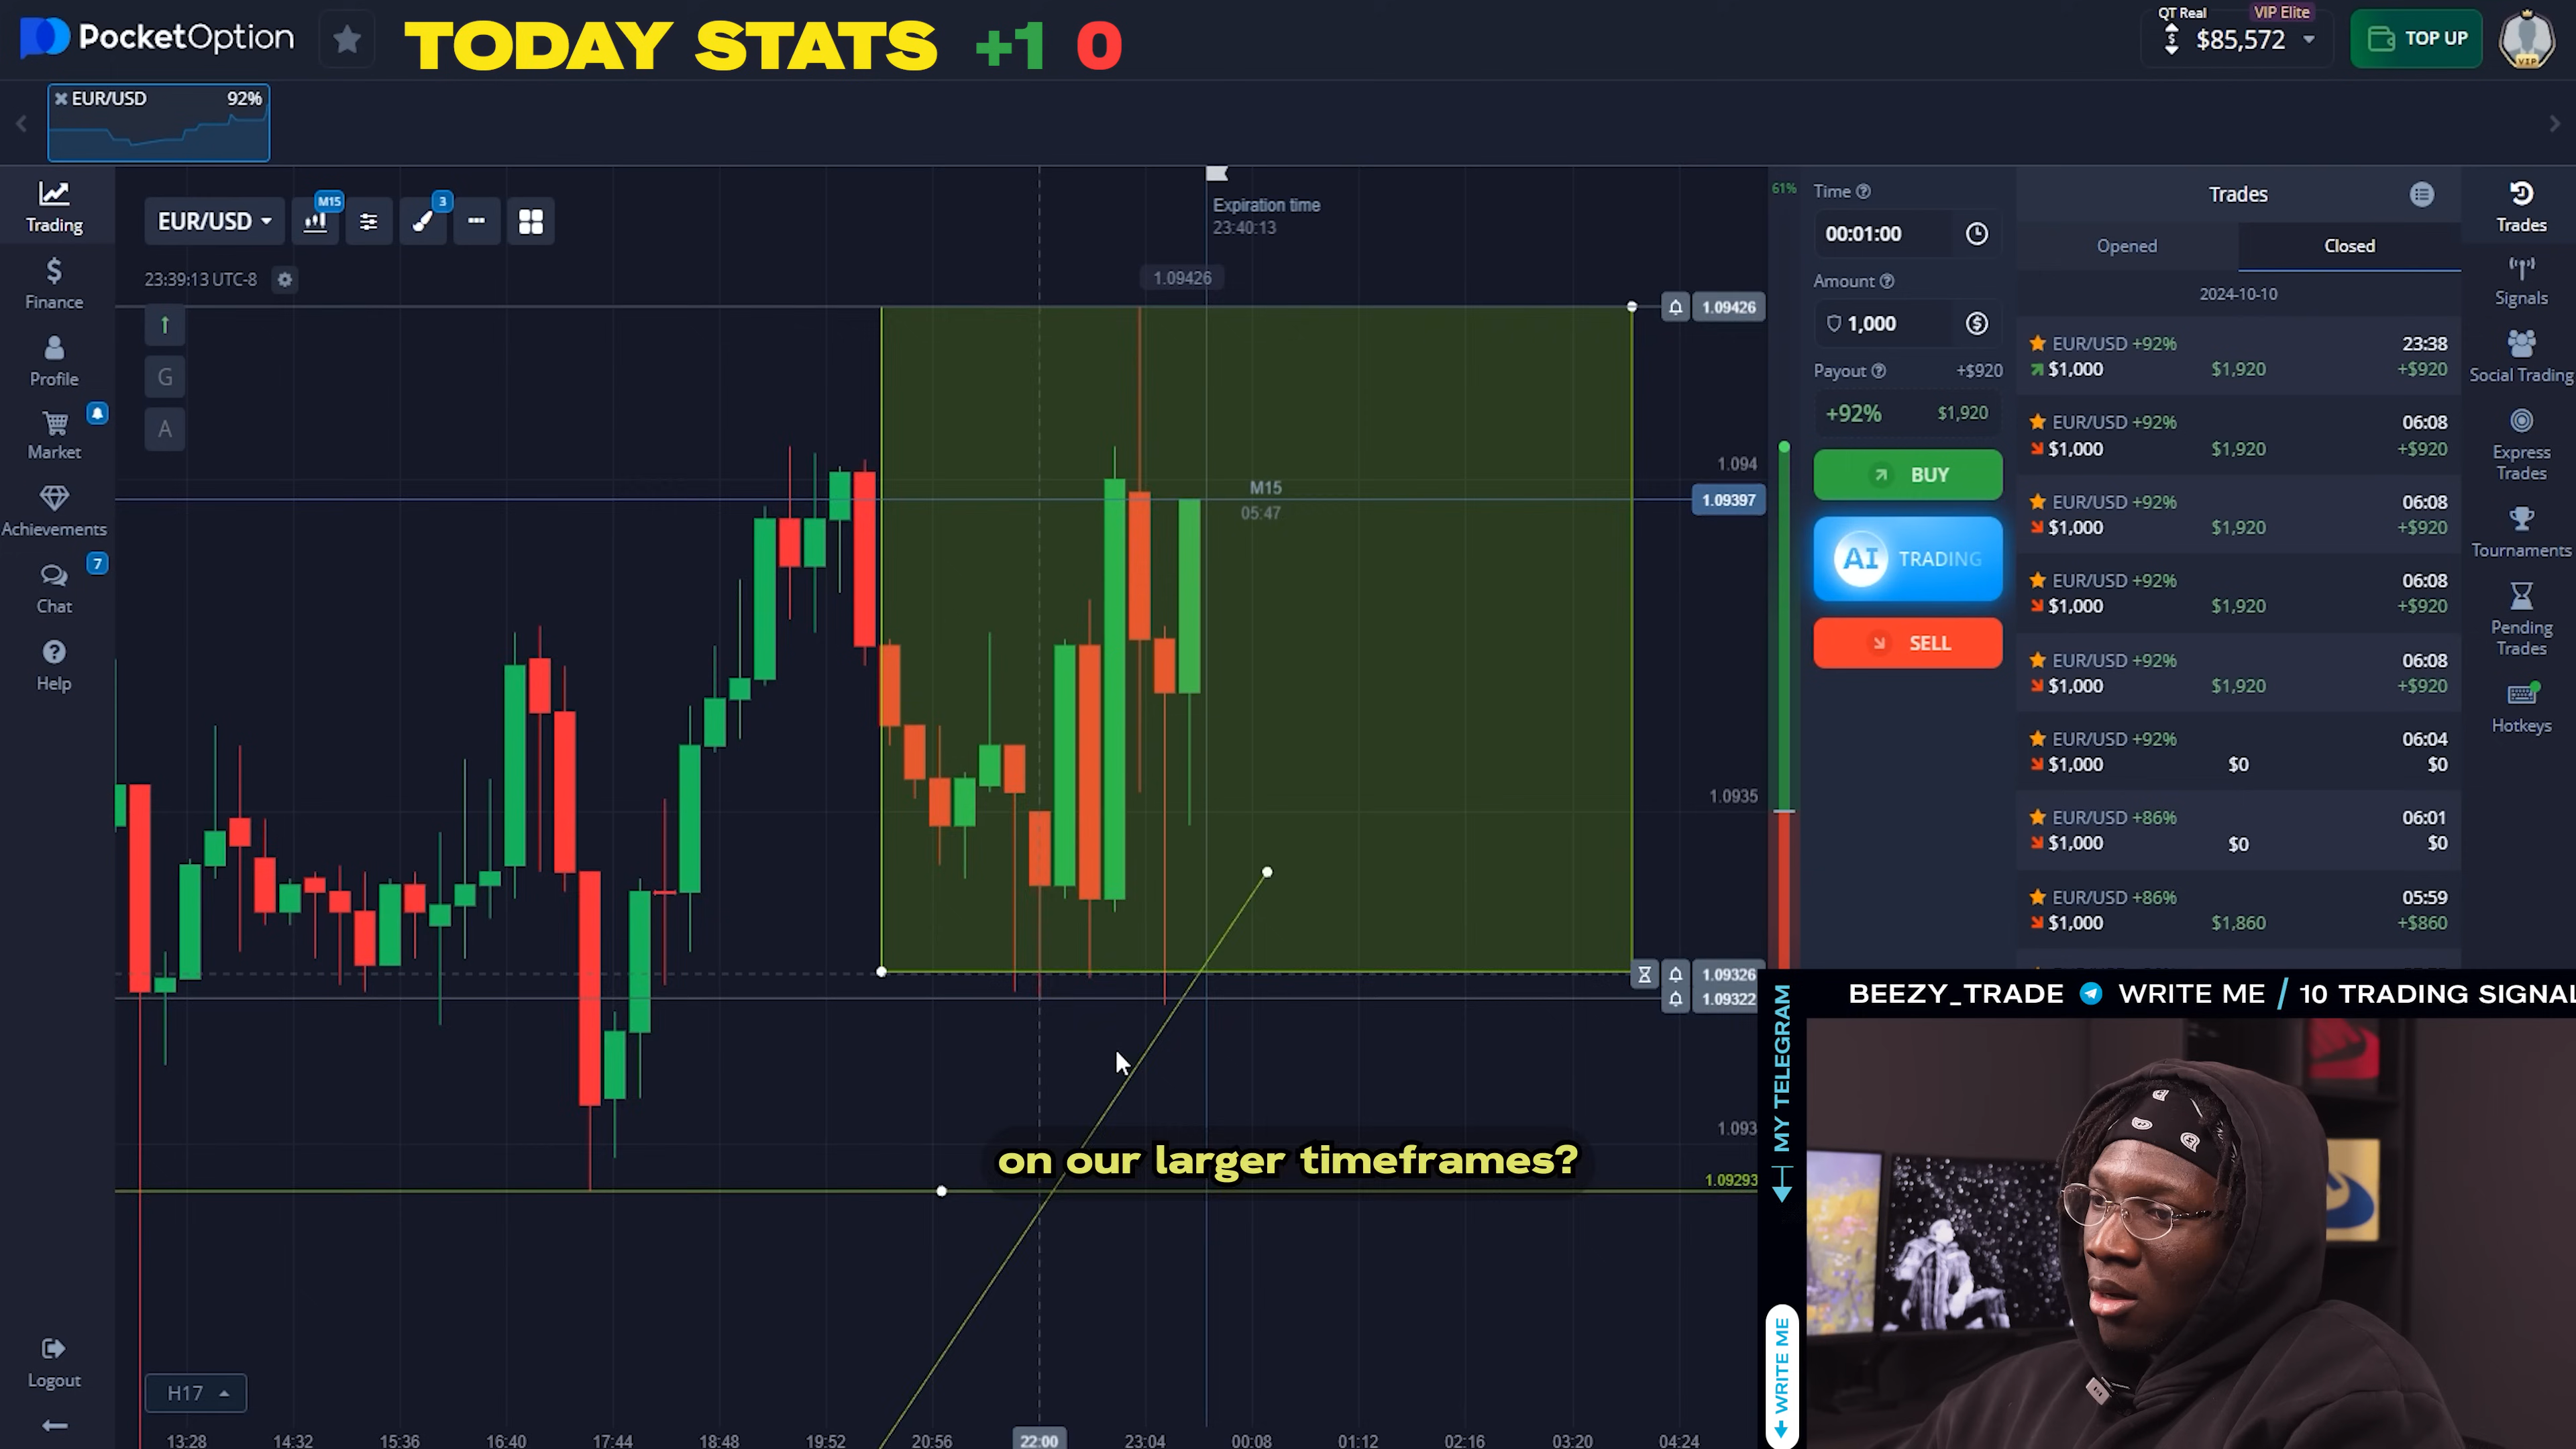 PocketOption
TODAY STATS +1 0
QT Real
VIP Elite
$85,572
TOP UP
VIP
EUR/USD 92%
Trading
Finance
Profile
Market
Achievements
7
Chat
Help
Logout
EUR/USD
M15
3
23:39:13 UTC-8
G
A
Expiration time
23:40:13
1.09426
1.09426
1.094
1.09397
M15
05:47
1.0935
1.09326
1.09322
1.093
1.09293
on our larger timeframes?
H17
13:28 14:32 15:36 16:40 17:44 18:48 19:52 20:56 22:00 23:04 00:08 01:12 02:16 03:20 04:24
61%
Time
00:01:00
Amount
1,000
Payout +$920
+92% $1,920
BUY
AI TRADING
SELL
Trades
Opened Closed
2024-10-10
EUR/USD +92% 23:38
$1,000 $1,920 +$920
EUR/USD +92% 06:08
$1,000 $1,920 +$920
EUR/USD +92% 06:08
$1,000 $1,920 +$920
EUR/USD +92% 06:08
$1,000 $1,920 +$920
EUR/USD +92% 06:08
$1,000 $1,920 +$920
EUR/USD +92% 06:04
$1,000 $0 $0
EUR/USD +86% 06:01
$1,000 $0 $0
EUR/USD +86% 05:59
$1,000 $1,860 +$860
Trades
Signals
Social Trading
Express
Trades
Tournaments
Pending
Trades
Hotkeys
BEEZY_TRADE WRITE ME / 10 TRADING SIGNAL
MY TELEGRAM
WRITE ME